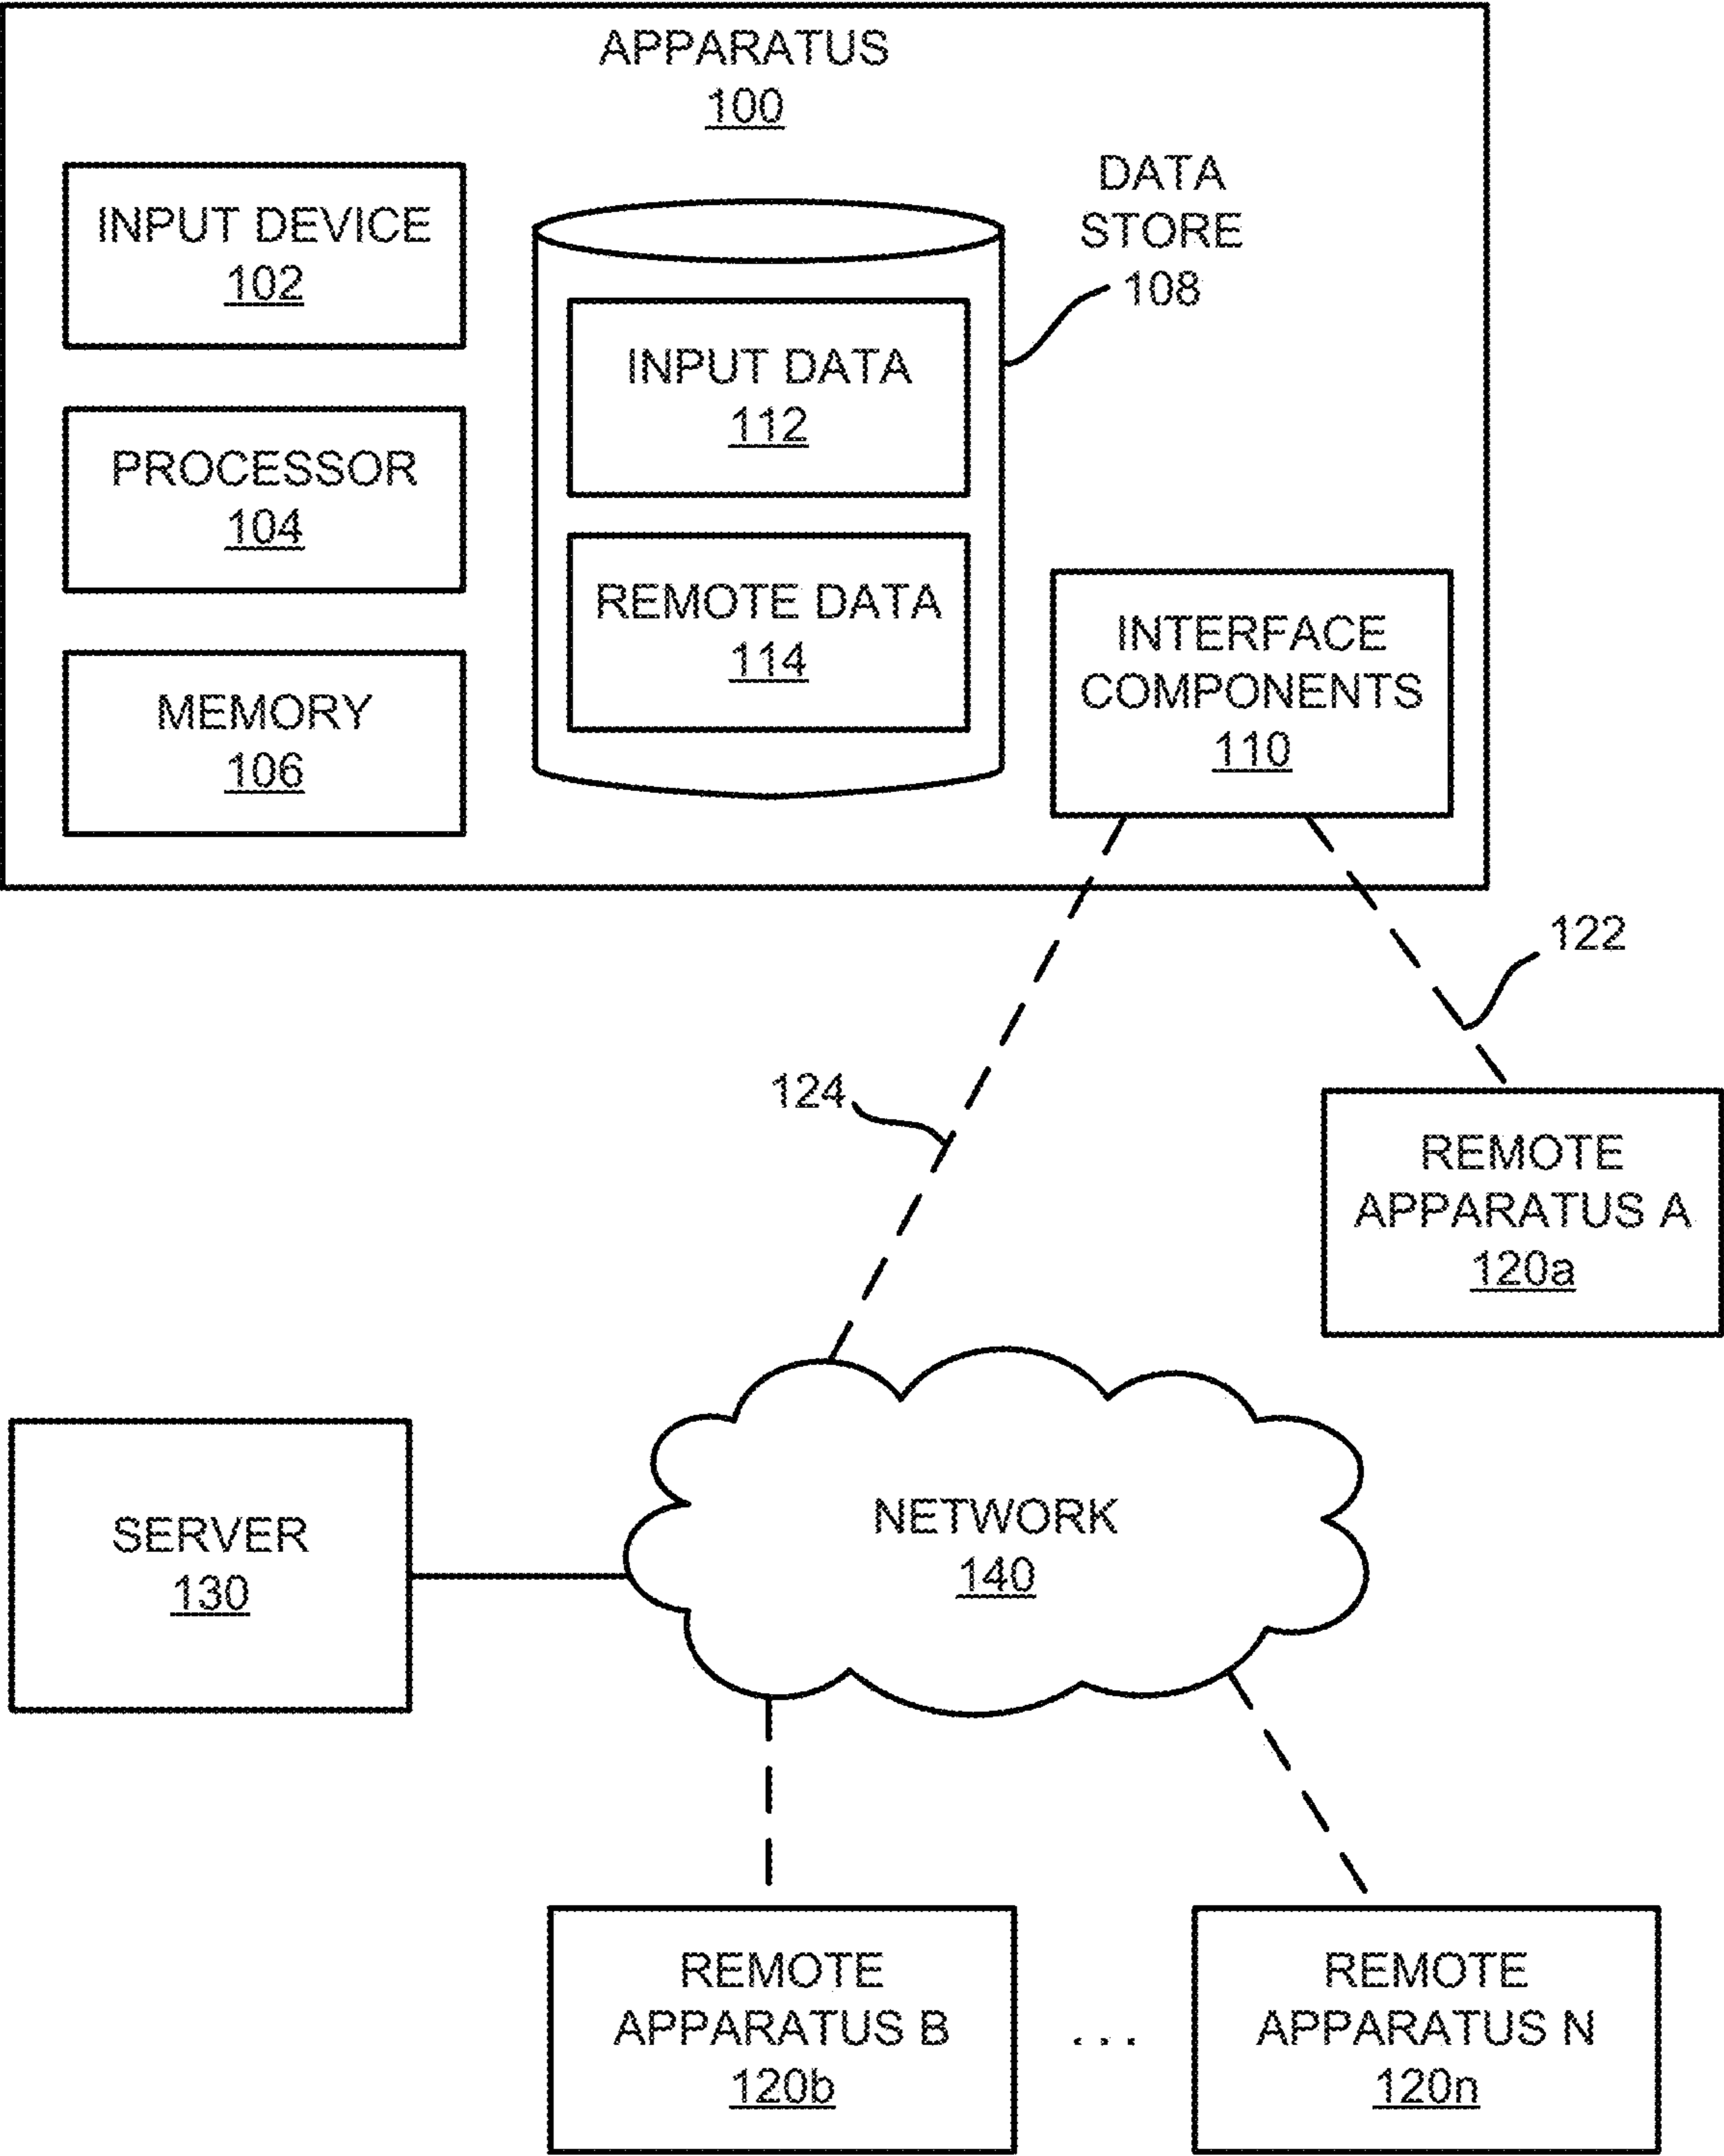 APPARATUS
100
INPUT DEVICE
102
PROCESSOR
104
MEMORY
106
DATA
STORE
108
INPUT DATA
112
REMOTE DATA
114
INTERFACE
COMPONENTS
110
122
124
REMOTE
APPARATUS A
120a
SERVER
130
NETWORK
140
REMOTE
APPARATUS B
120b
. . .
REMOTE
APPARATUS N
120n